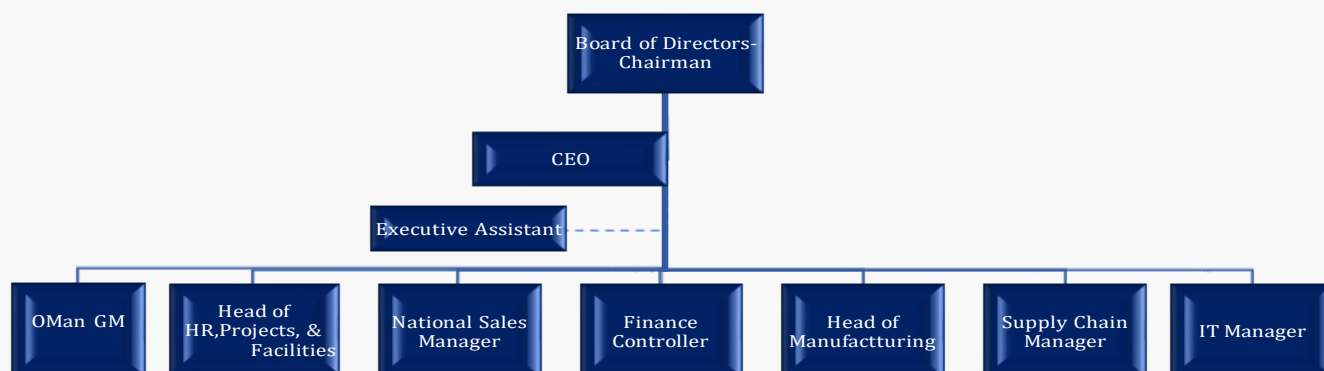 Board of Directors-
Chairman
CEO
Executive Assistant
OMan GM
Head of
HR,Projects, &
Facilities
National Sales
Manager
Finance
Controller
Head of
Manufactturing
Supply Chain
Manager
IT Manager